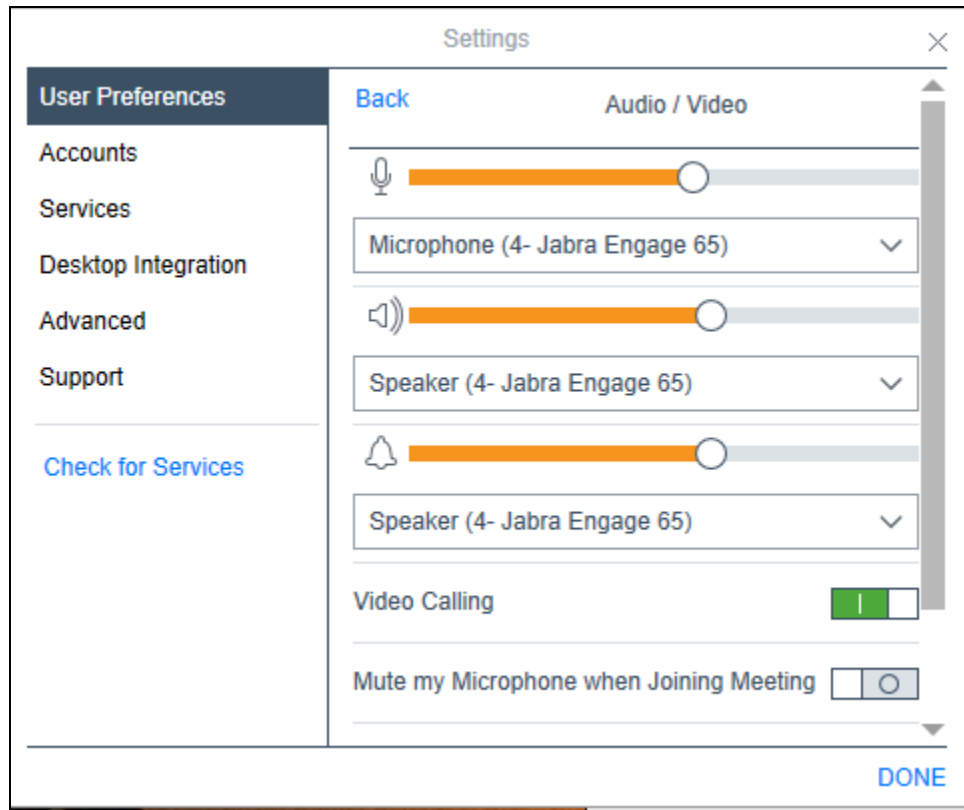 Settings
User Preferences
Accounts
Services
Desktop Integration
Advanced
Support
Check for Services
Back
Audio / Video
Microphone (4- Jabra Engage 65)
Speaker (4- Jabra Engage 65)
Speaker (4- Jabra Engage 65)
Video Calling
Mute my Microphone when Joining Meeting
DONE